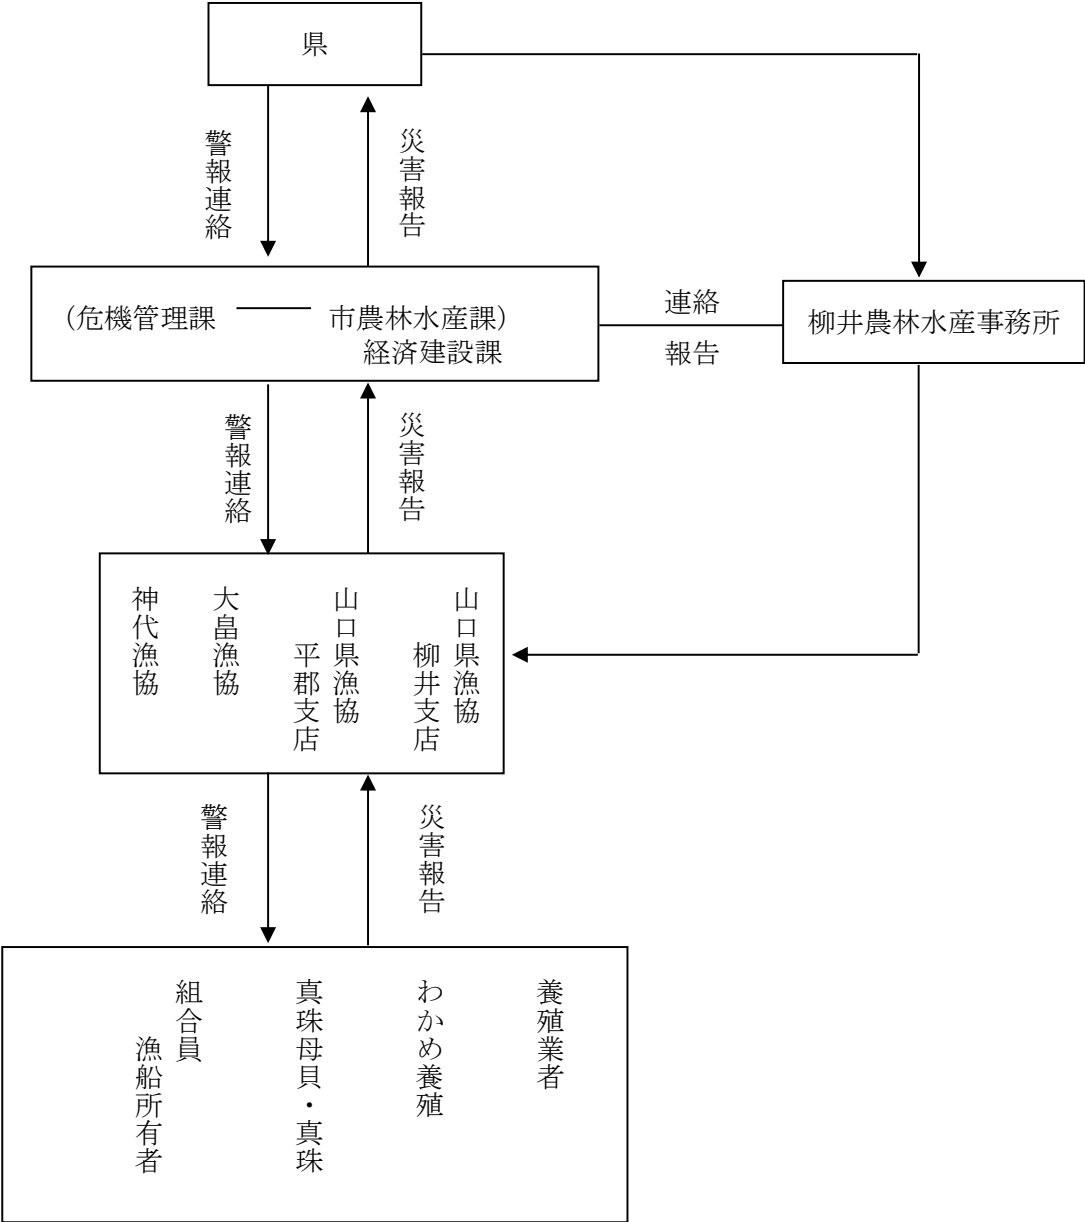 県
警報連絡
災害報告
（危機管理課 ―― 市農林水産課）
経済建設課
連絡
報告
柳井農林水産事務所
警報連絡
災害報告
山口県漁協
柳井支店
山口県漁協
平郡支店
大畠漁協
神代漁協
警報連絡
災害報告
養殖業者
わかめ養殖
真珠母貝・真珠
組合員
漁船所有者